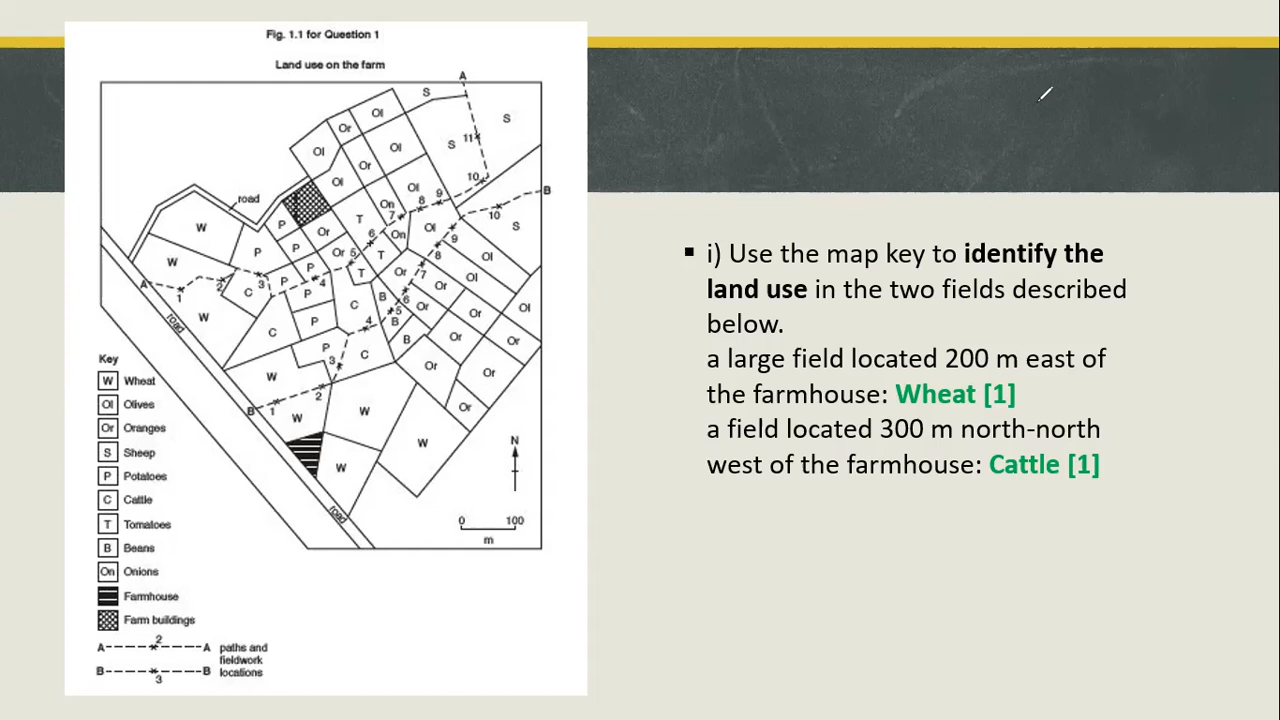 Fig. 1.1 for Question 1
Land use on the farm
A
S
Ol
S
Or
11
S
Ol
Ol
Or
10
Ol
Ol
9
B
road
On
8
7
10
P
T
W
Or
6
On
Ol
S
P
9
P
Or
5
T
8
Ol
W
P
T
Or
7
Ol
A
2
3
P
4
Or
1
C
P
C
B
6
Ol
5
Or
Or
W
P
4
B
road
C
B
Or
Or
P
C
3
Or
Or
Key
W
2
W Wheat
B
1
Or
Ol Olives
W
W
Or Oranges
W
N
S Sheep
W
P Potatoes
C Cattle
road
0 100
T Tomatoes
m
B Beans
On Onions
Farmhouse
Farm buildings
2
A A paths and
fieldwork
B B locations
3
▪ i) Use the map key to identify the
land use in the two fields described
below.
a large field located 200 m east of
the farmhouse: Wheat [1]
a field located 300 m north-north
west of the farmhouse: Cattle [1]